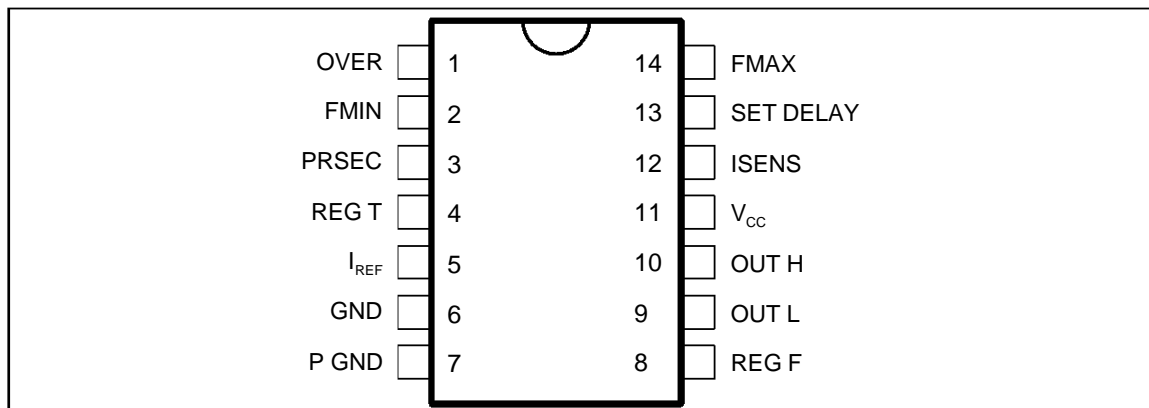 OVER 1 14 FMAX
FMIN 2 13 SET DELAY
PRSEC 3 12 ISENS
REG T 4 11 VCC
IREF 5 10 OUT H
GND 6 9 OUT L
P GND 7 8 REG F